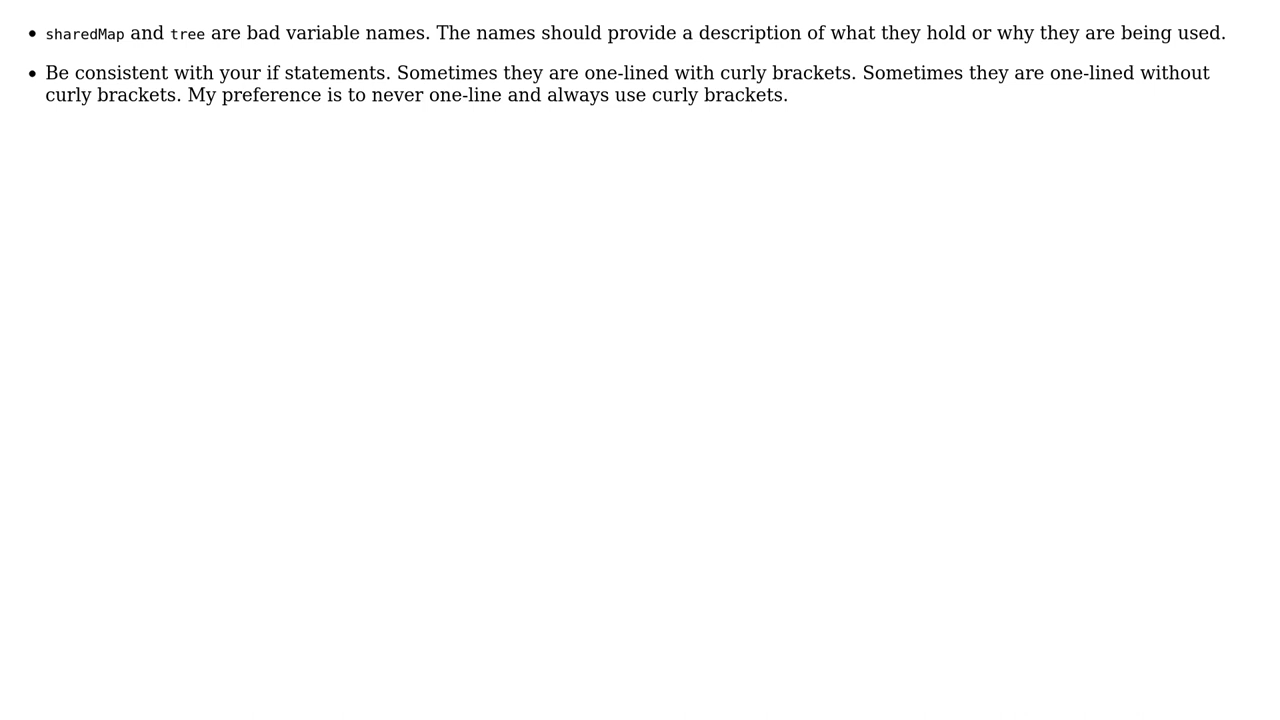 • sharedMap and tree are bad variable names. The names should provide a description of what they hold or why they are being used.
• Be consistent with your if statements. Sometimes they are one-lined with curly brackets. Sometimes they are one-lined without
curly brackets. My preference is to never one-line and always use curly brackets.